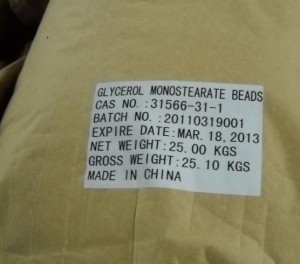 GLYCEROL MONOSTEARATE BEADS
CAS NO. :31566-31-1
BATCH NO. :20110319001
EXPIRE DATE:MAR. 18, 2013
NET WEIGHT:25.00 KGS
GROSS WEIGHT:25.10 KGS
MADE IN CHINA